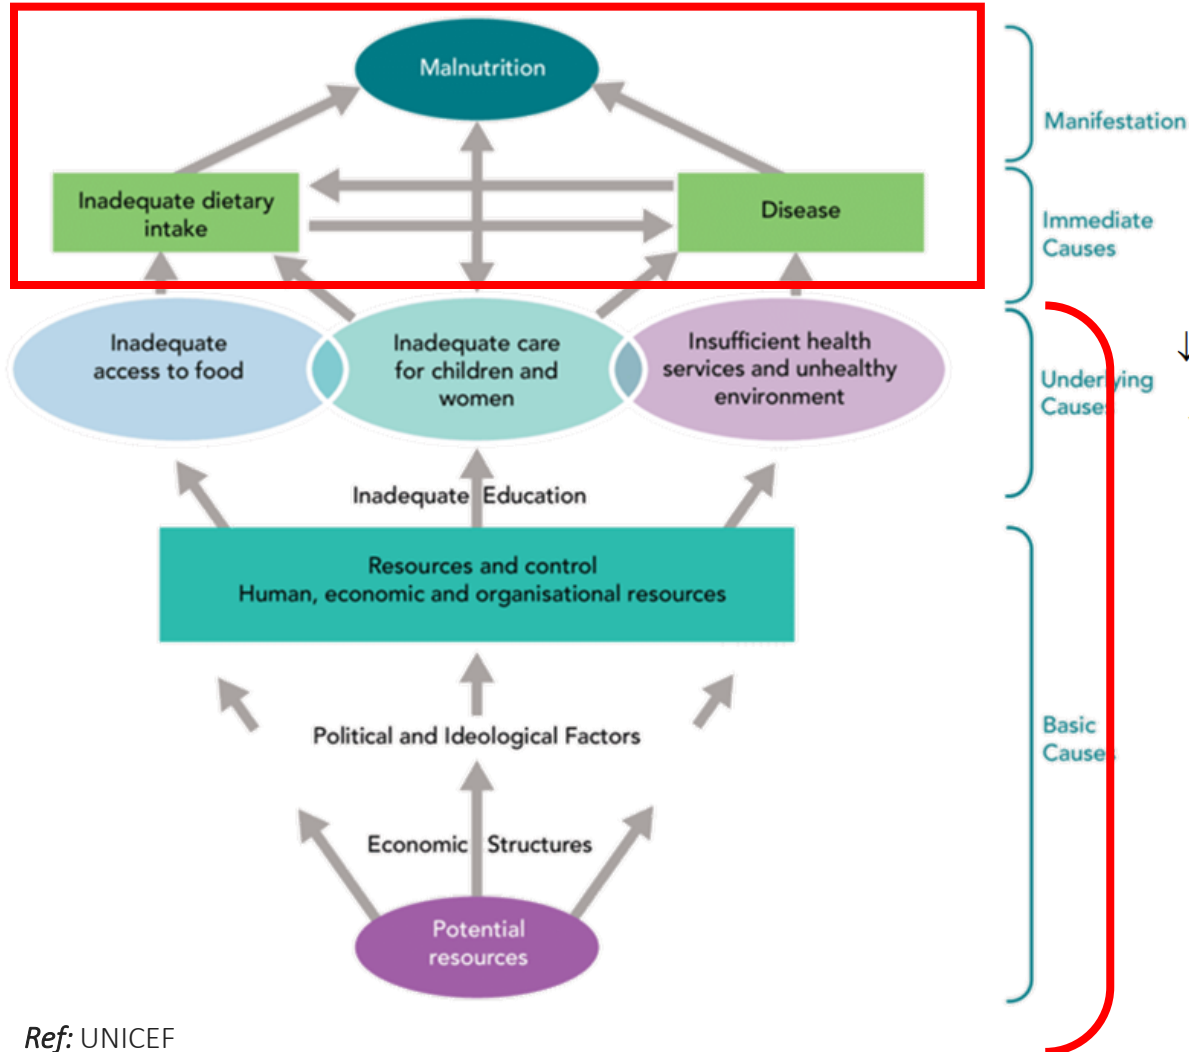 Malnutrition
Manifestation
Inadequate dietary
intake
Disease
Immediate
Causes
Inadequate
access to food
Inadequate care
for children and
women
Insufficient health
services and unhealthy
environment
Underlying
Causes
Inadequate Education
Resources and control
Human, economic and organisational resources
Political and Ideological Factors
Basic
Causes
Economic Structures
Potential
resources
Ref: UNICEF